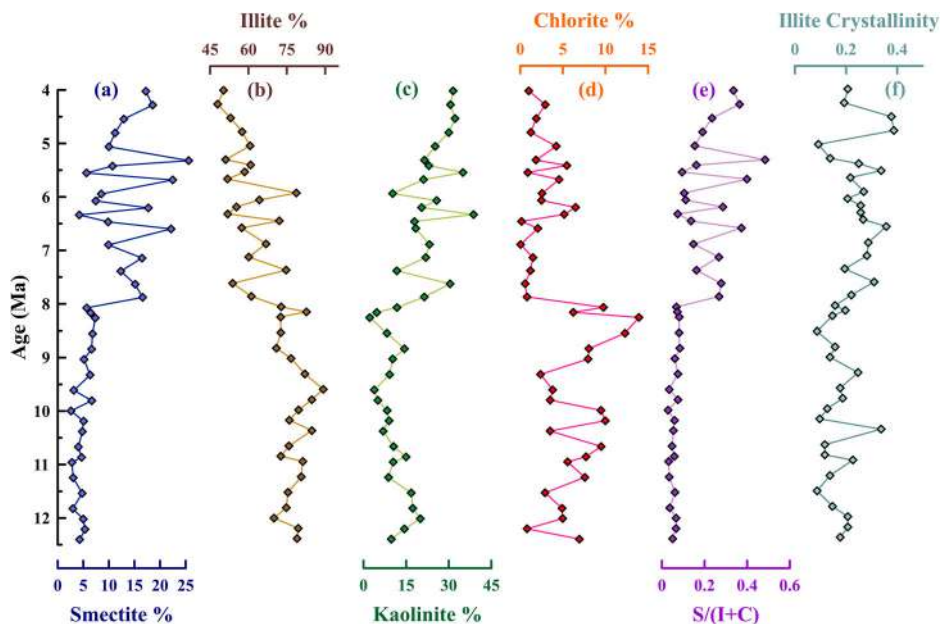 Illite % Chlorite % Illite Crystallinity
45 60 75 90 0 5 10 15 0 0.2 0.4
(a) (b) (c) (d) (e) (f)
4
5
6
7
8
9
10
11
12
Age (Ma)
0 5 10 15 20 25 0 15 30 45 0 0.2 0.4 0.6
Smectite % Kaolinite % S/(I+C)